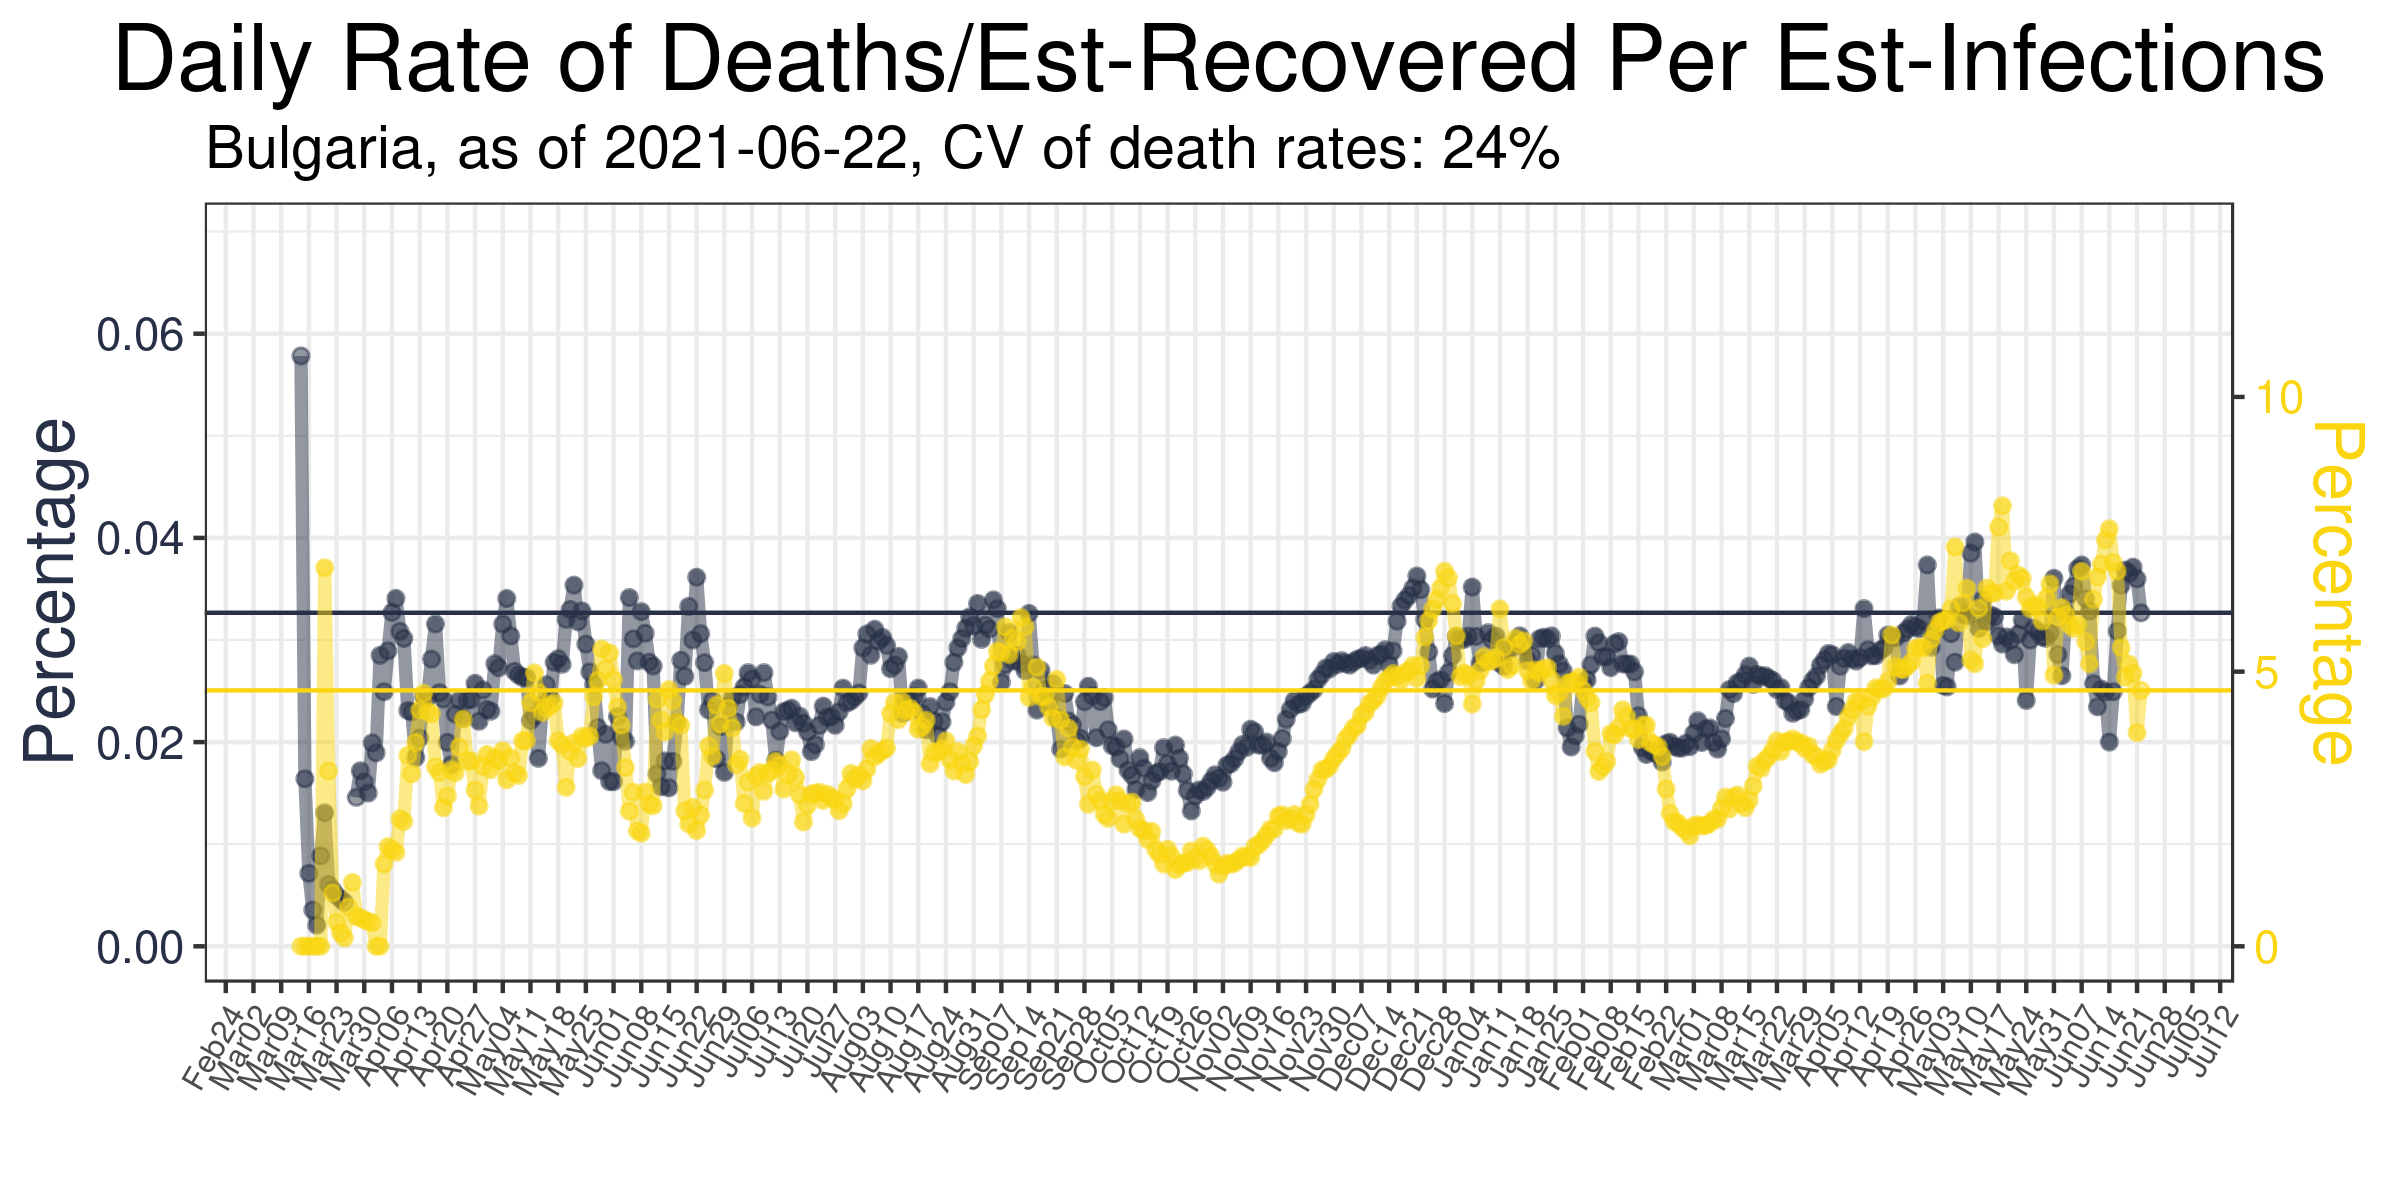 Daily Rate of Deaths/Est-Recovered Per Est-Infections
Bulgaria, as of 2021-06-22, CV of death rates: 24%
Percentage
0.06
0.04
0.02
0.00
10
5
0
Percentage
Feb24
Mar02
Mar09
Mar16
Mar23
Mar30
Apr06
Apr13
Apr20
Apr27
May04
May11
May18
May25
Jun01
Jun08
Jun15
Jun22
Jun29
Jul06
Jul13
Jul20
Jul27
Aug03
Aug10
Aug17
Aug24
Aug31
Sep07
Sep14
Sep21
Sep28
Oct05
Oct12
Oct19
Oct26
Nov02
Nov09
Nov16
Nov23
Nov30
Dec07
Dec14
Dec21
Dec28
Jan04
Jan11
Jan18
Jan25
Feb01
Feb08
Feb15
Feb22
Mar01
Mar08
Mar15
Mar22
Mar29
Apr05
Apr12
Apr19
Apr26
May03
May10
May17
May24
May31
Jun07
Jun14
Jun21
Jun28
Jul05
Jul12